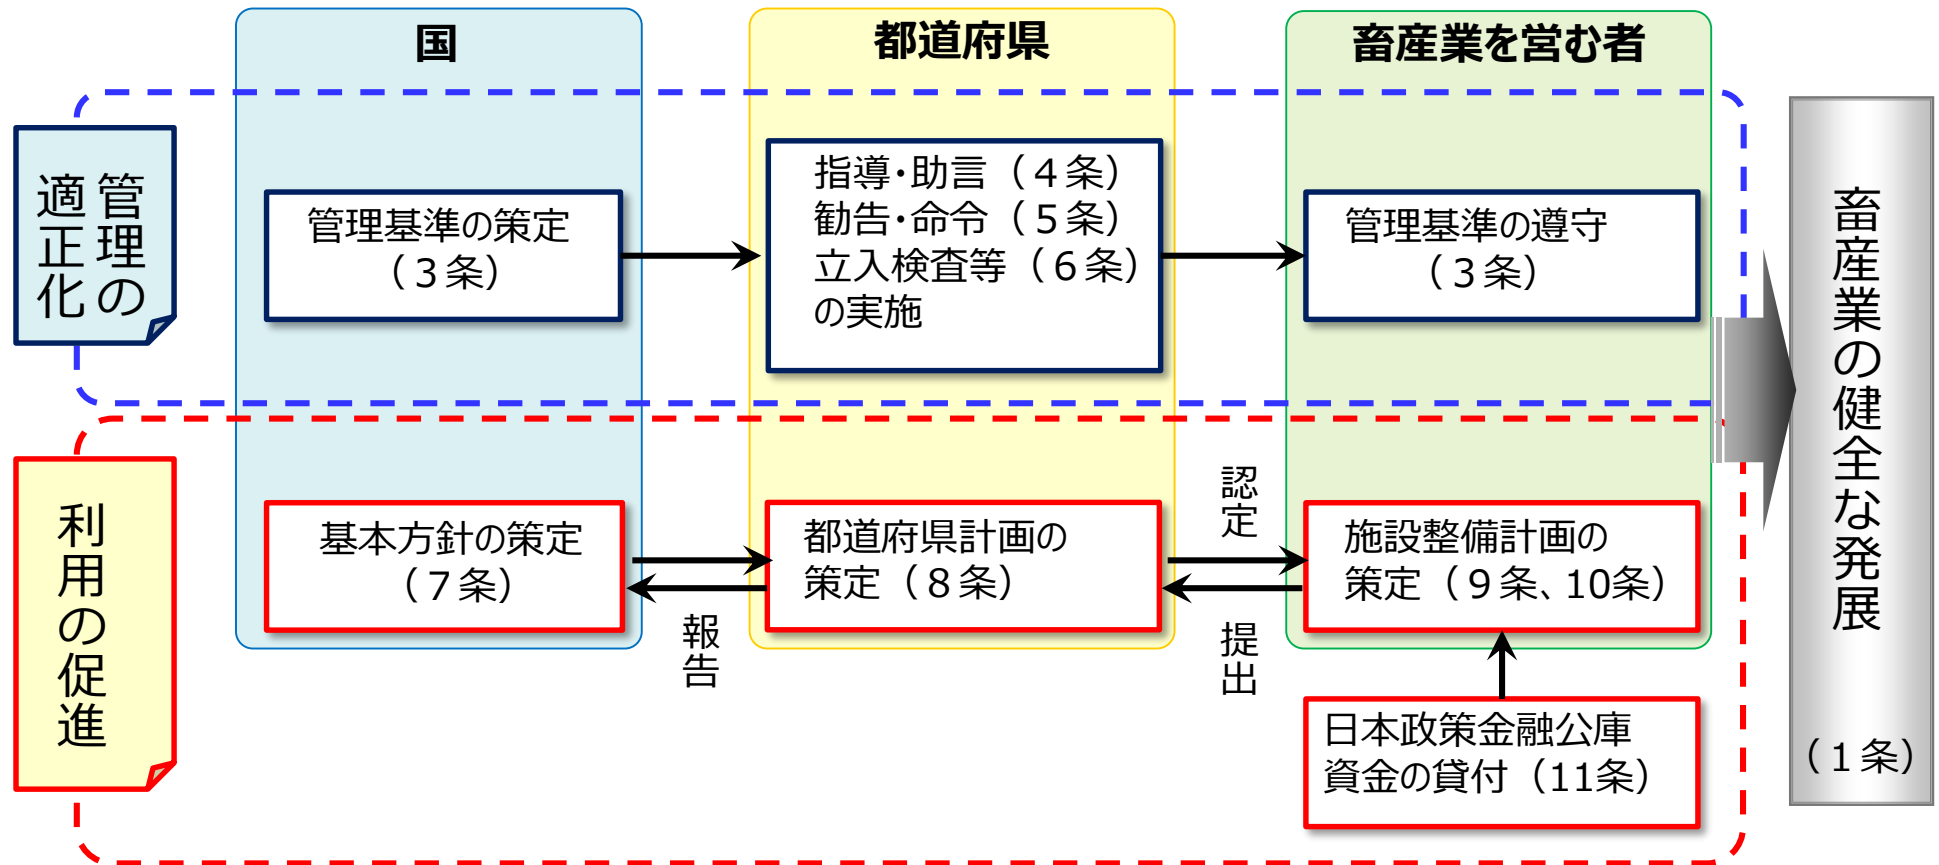 国
都道府県
畜産業を営む者
管理の
適正化
管理基準の策定
（３条）
指導・助言（４条）
勧告・命令（５条）
立入検査等（６条）
の実施
管理基準の遵守
（３条）
利用の促進
基本方針の策定
（７条）
報告
都道府県計画の
策定（８条）
認定
提出
施設整備計画の
策定（９条、10条）
日本政策金融公庫
資金の貸付（11条）
畜産業の健全な発展
（１条）